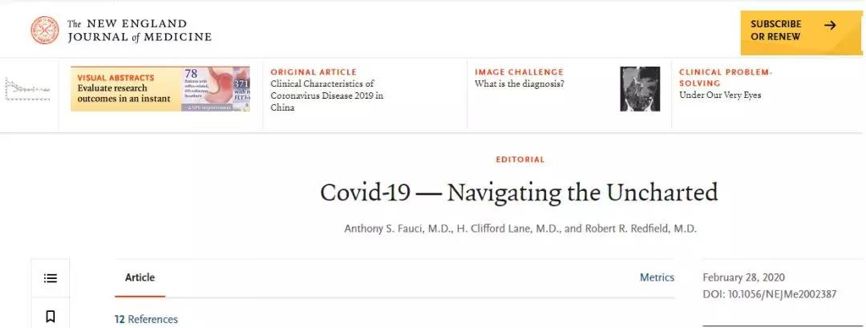 The NEW ENGLAND
JOURNAL of MEDICINE
SUBSCRIBE
OR RENEW
VISUAL ABSTRACTS
Evaluate research
outcomes in an instant
78
371
ORIGINAL ARTICLE
Clinical Characteristics of
Coronavirus Disease 2019 in
China
IMAGE CHALLENGE
What is the diagnosis?
CLINICAL PROBLEM-
SOLVING
Under Our Very Eyes
EDITORIAL
Covid-19 — Navigating the Uncharted
Anthony S. Fauci, M.D., H. Clifford Lane, M.D., and Robert R. Redfield, M.D.
Article
Metrics
February 28, 2020
DOI: 10.1056/NEJMe2002387
12 References